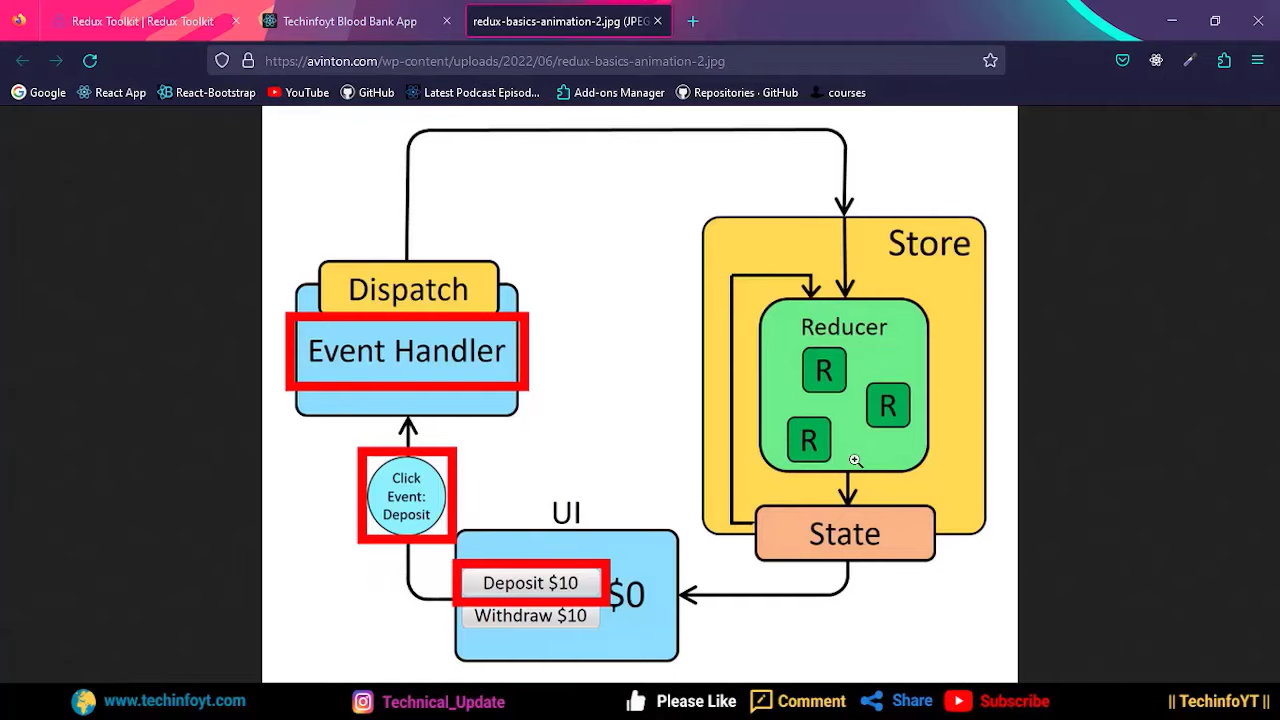 Redux Toolkit | Redux Toolkit
Techinfoyt Blood Bank App
redux-basics-animation-2.jpg (JPEG
https://avinton.com/wp-content/uploads/2022/06/redux-basics-animation-2.jpg
Google
React App
React-Bootstrap
YouTube
GitHub
Latest Podcast Episod...
Add-ons Manager
Repositories · GitHub
courses
Store
Dispatch
Reducer
Event Handler
R
R
R
Click
Event:
Deposit
UI
State
Deposit $10
$0
Withdraw $10
www.techinfoyt.com
Technical_Update
Please Like
Comment
Share
Subscribe
|| TechinfoYT ||